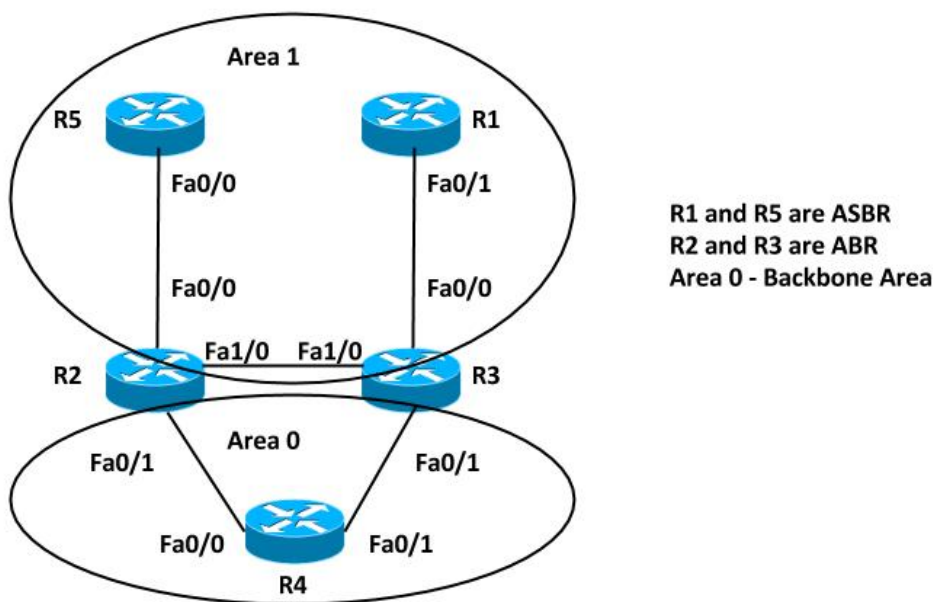 Area 1
R5
R1
Fa0/0
Fa0/1
R1 and R5 are ASBR
R2 and R3 are ABR
Area 0 - Backbone Area
Fa0/0
Fa0/0
Fa1/0
Fa1/0
R2
R3
Area 0
Fa0/1
Fa0/1
Fa0/0
Fa0/1
R4